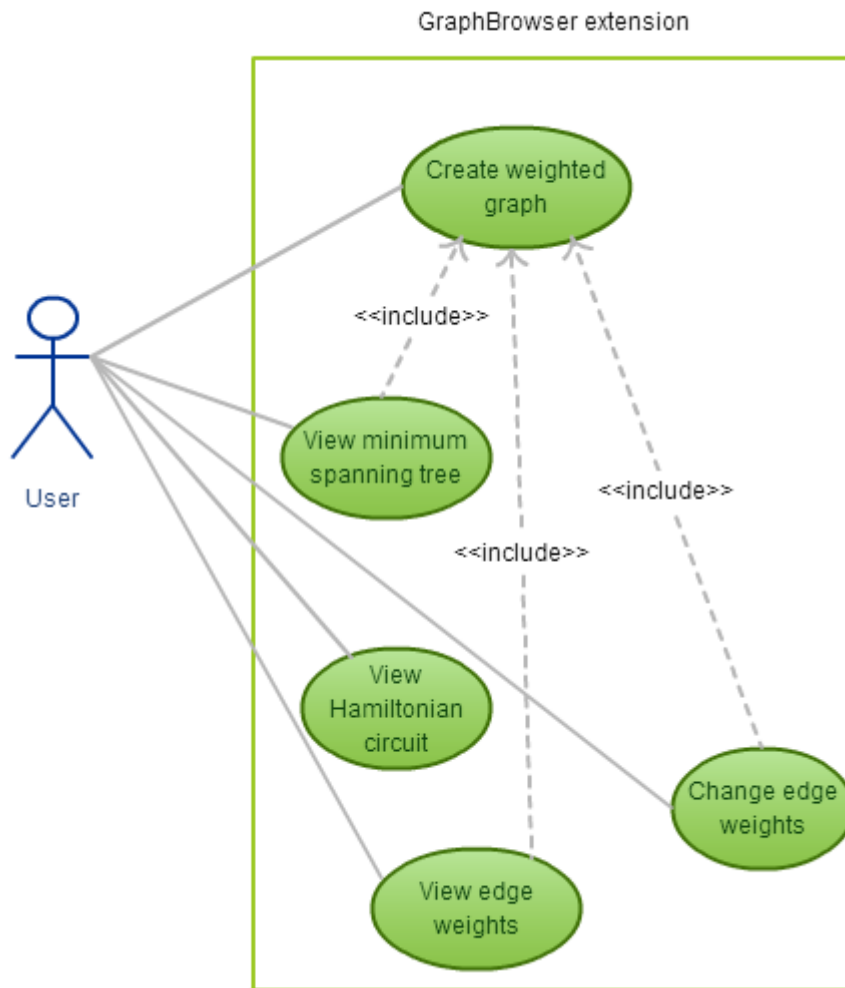 GraphBrowser extension
Create weighted
graph
<<include>>
View minimum
spanning tree
User
<<include>>
<<include>>
View
Hamiltonian
circuit
Change edge
weights
View edge
weights